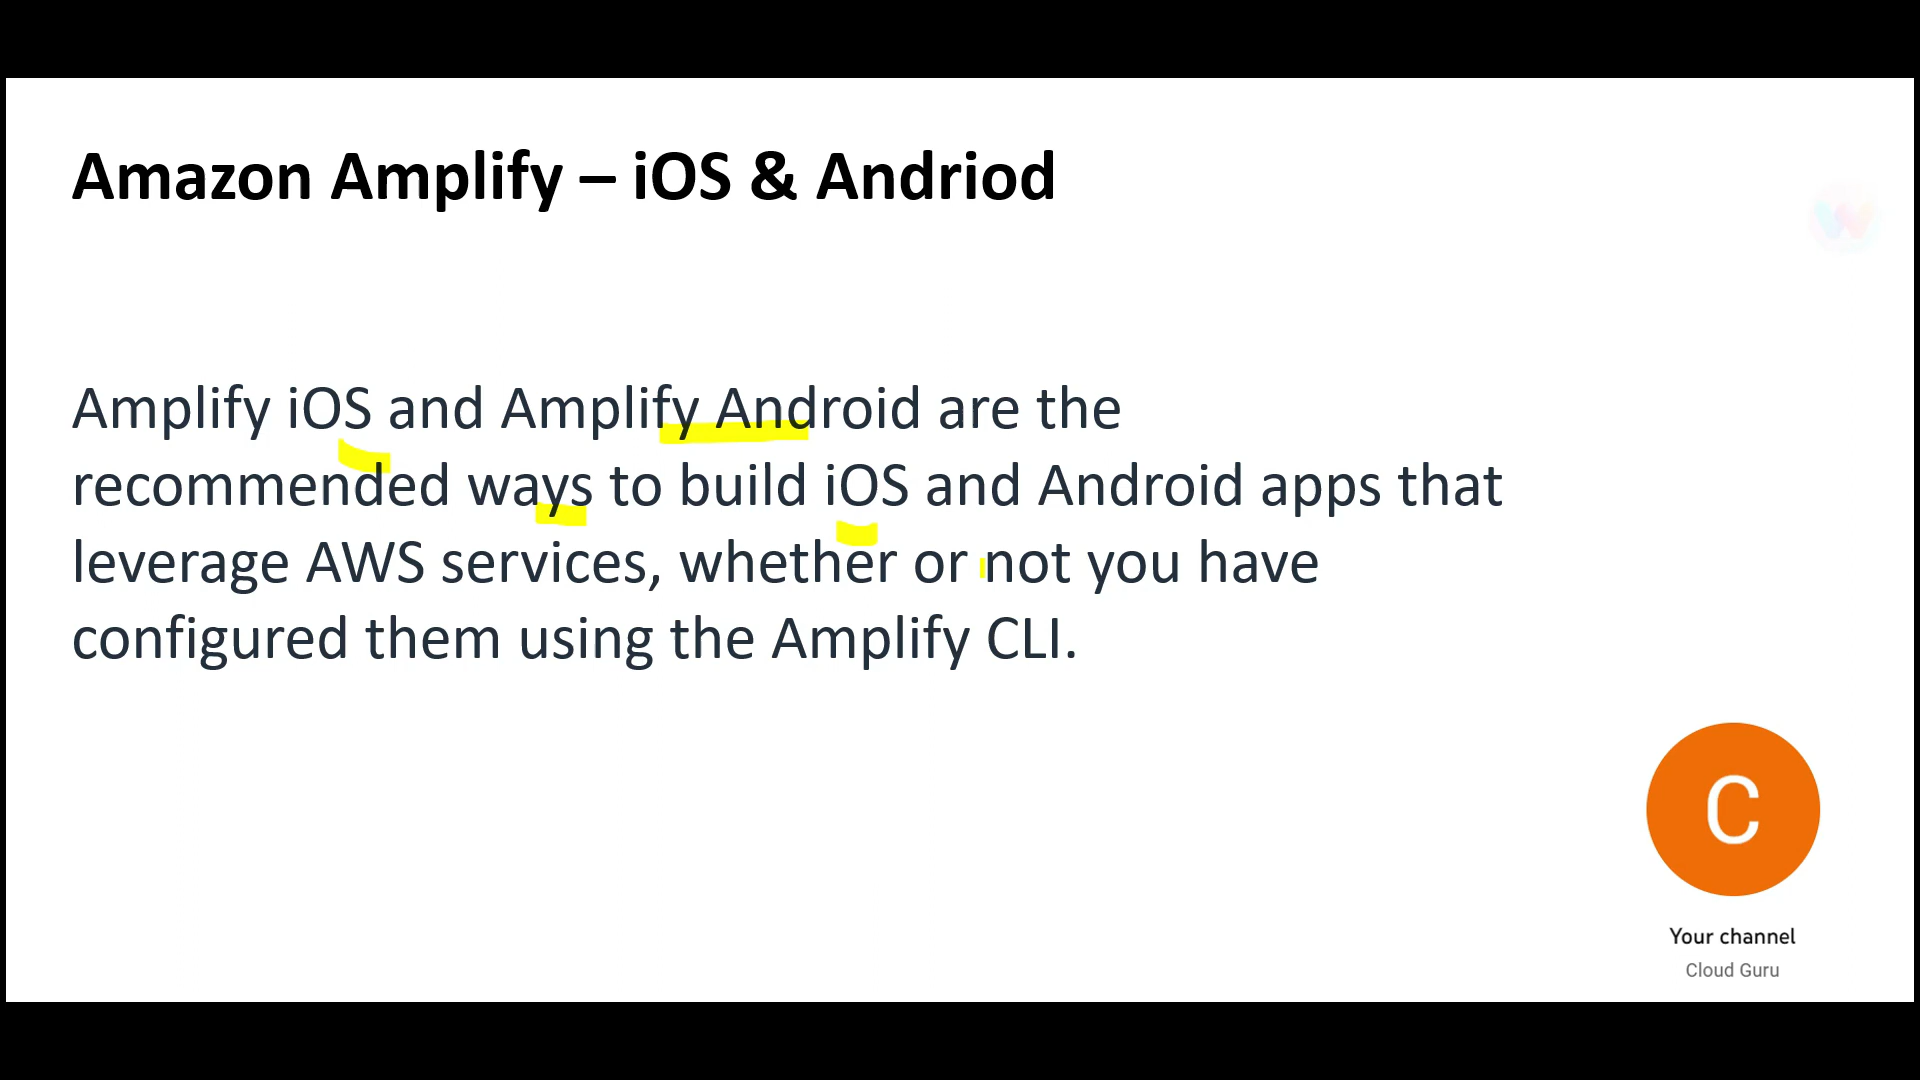 Amazon Amplify – iOS & Andriod
Amplify iOS and Amplify Android are the
recommended ways to build iOS and Android apps that
leverage AWS services, whether or not you have
configured them using the Amplify CLI.
W
C
Your channel
Cloud Guru